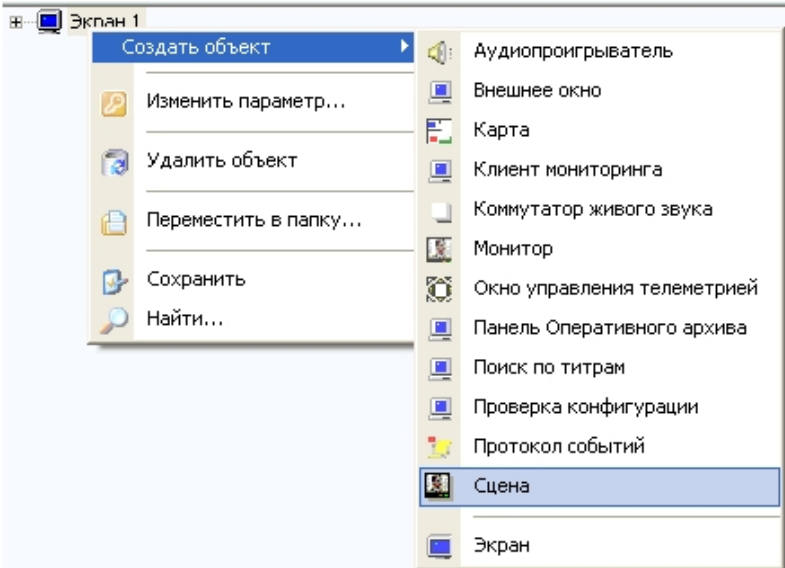 Экран 1
Создать объект
Изменить параметр...
Удалить объект
Переместить в папку...
Сохранить
Найти...
Аудиопроигрыватель
Внешнее окно
Карта
Клиент мониторинга
Коммутатор живого звука
Монитор
Окно управления телеметрией
Панель Оперативного архива
Поиск по титрам
Проверка конфигурации
Протокол событий
Сцена
Экран